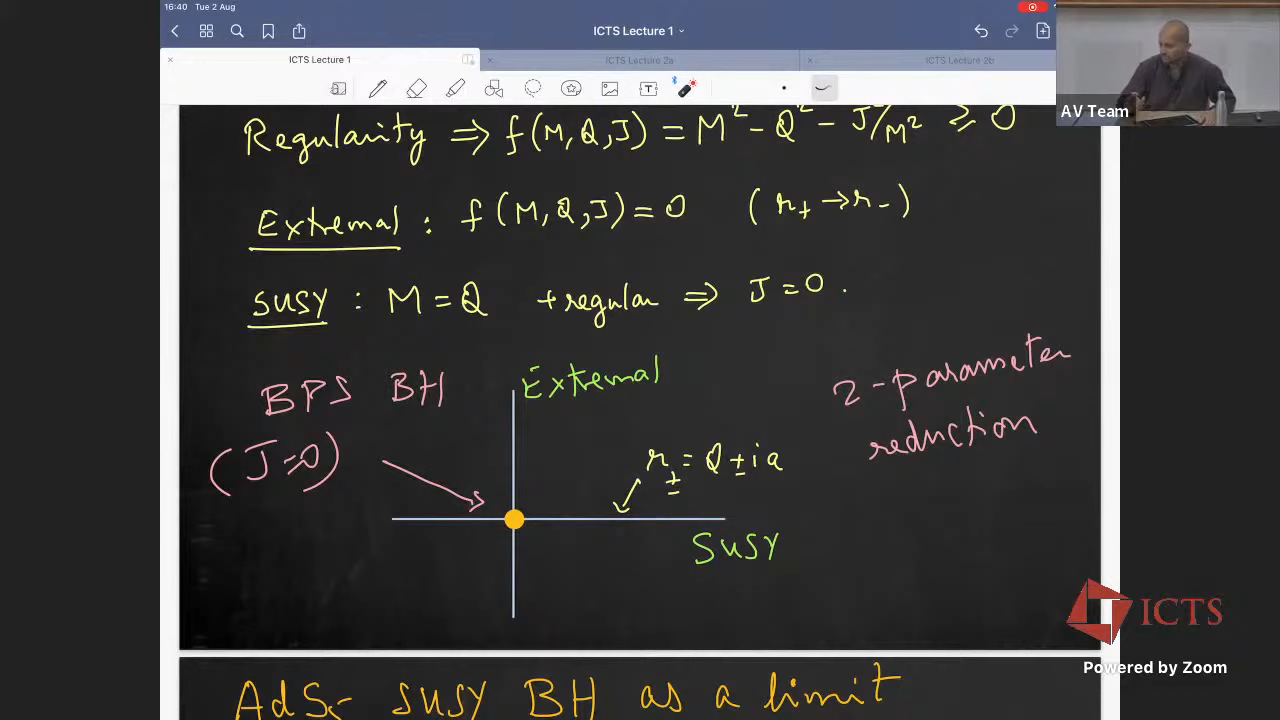 16:40 Tue 2 Aug
ICTS Lecture 1
ICTS Lecture 1
ICTS Lecture 2a
ICTS Lecture 2b
AV Team
Regularity ⇒ f(M, Q, J) = M² - Q² - J²/M² ≥ 0
Extremal : f(M, Q, J) = 0 (r₊ → r₋)
SUSY : M = Q + regular ⇒ J = 0 .
BPS BH
(J=0)
Extremal
2-parameter
reduction
r± = Q ± ia
SUSY
ICTS
Powered by Zoom
AdS₅ SUSY BH as a limit